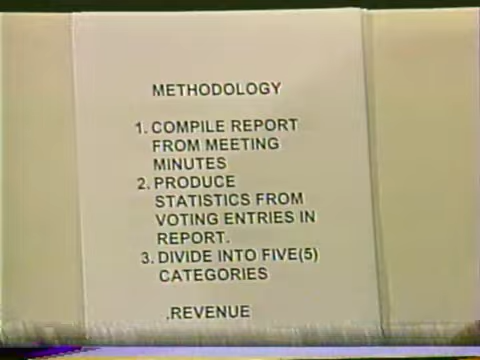 METHODOLOGY
1. COMPILE REPORT
FROM MEETING
MINUTES
2. PRODUCE
STATISTICS FROM
VOTING ENTRIES IN
REPORT.
3. DIVIDE INTO FIVE(5)
CATEGORIES
.REVENUE